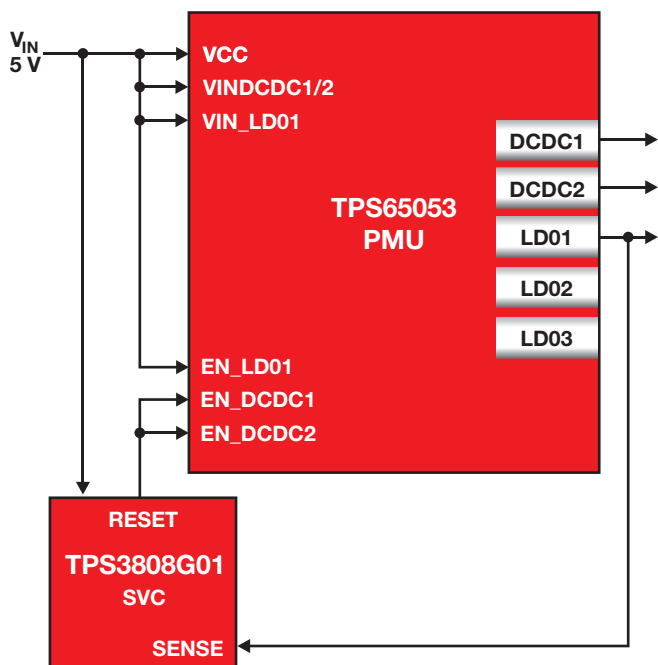 VIN
5 V
VCC
VINDCDC1/2
VIN_LD01
DCDC1
DCDC2
TPS65053
PMU
LD01
LD02
LD03
EN_LD01
EN_DCDC1
EN_DCDC2
RESET
TPS3808G01
SVC
SENSE